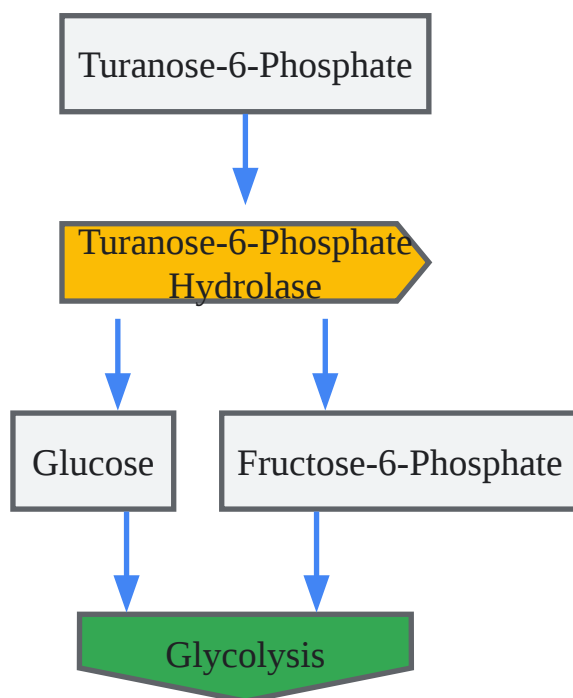 Turanose-6-Phosphate
Turanose-6-Phosphate
Hydrolase
Glucose
Fructose-6-Phosphate
Glycolysis